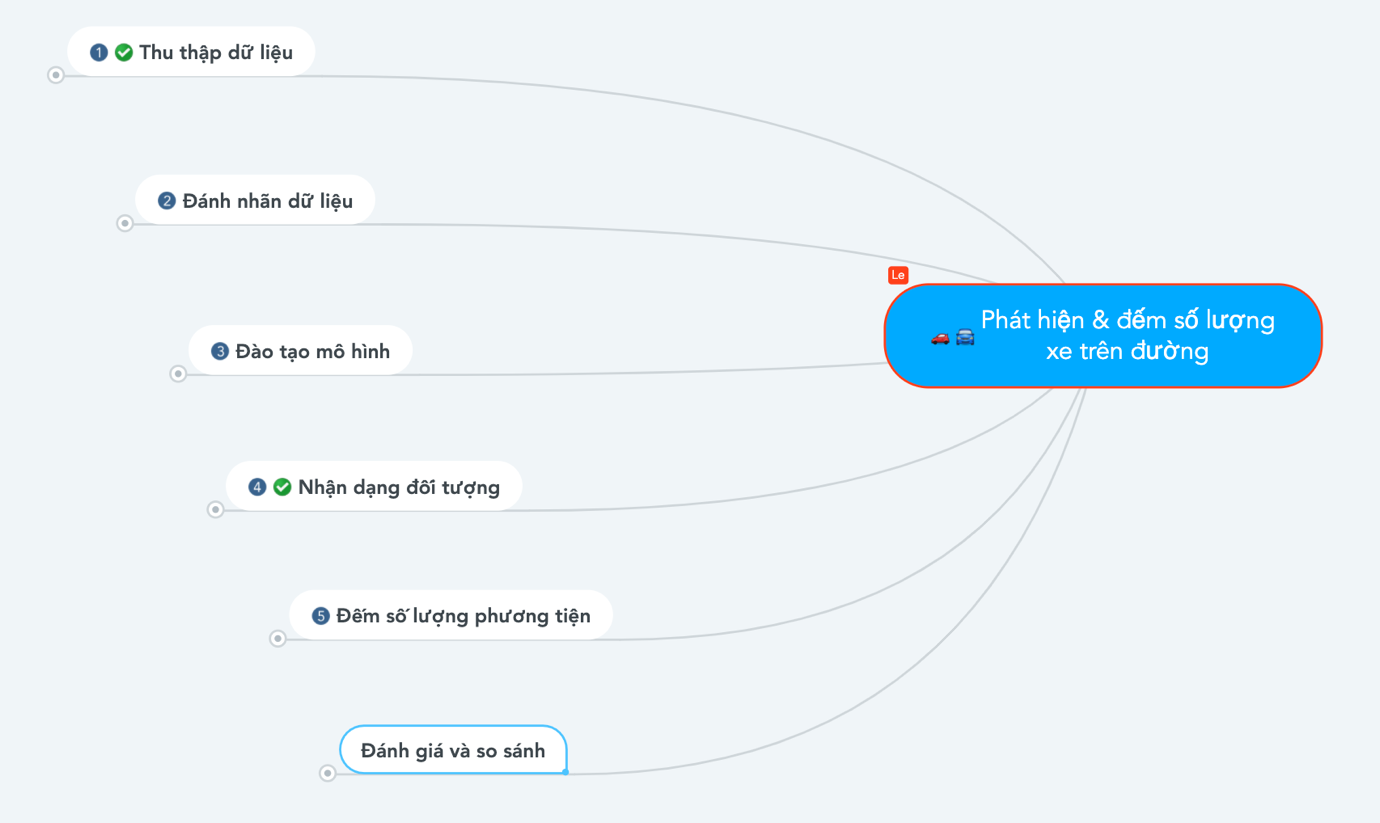 1 ✅ Thu thập dữ liệu
2 Đánh nhãn dữ liệu
Le
Phát hiện & đếm số lượng
xe trên đường
3 Đào tạo mô hình
4 ✅ Nhận dạng đối tượng
5 Đếm số lượng phương tiện
Đánh giá và so sánh